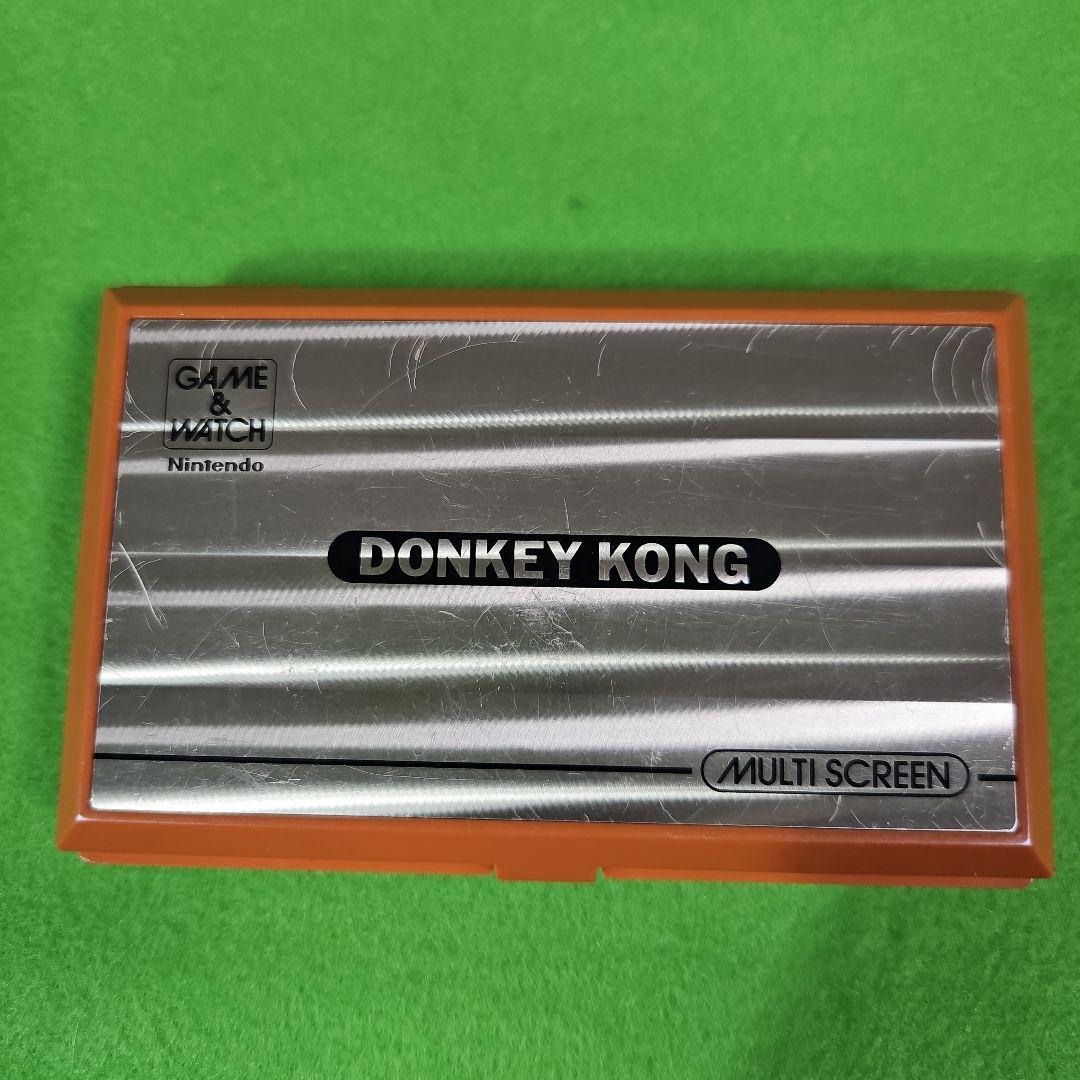 GAME
&
WATCH
Nintendo
DONKEY KONG
MULTI SCREEN